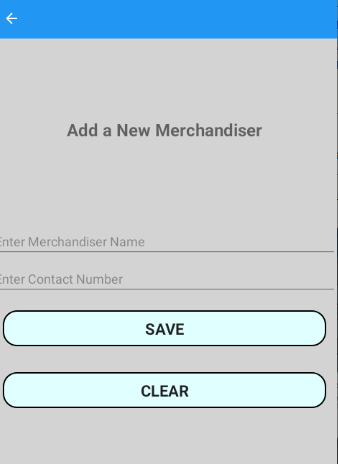 Add a New Merchandiser
Enter Merchandiser Name
Enter Contact Number
SAVE
CLEAR